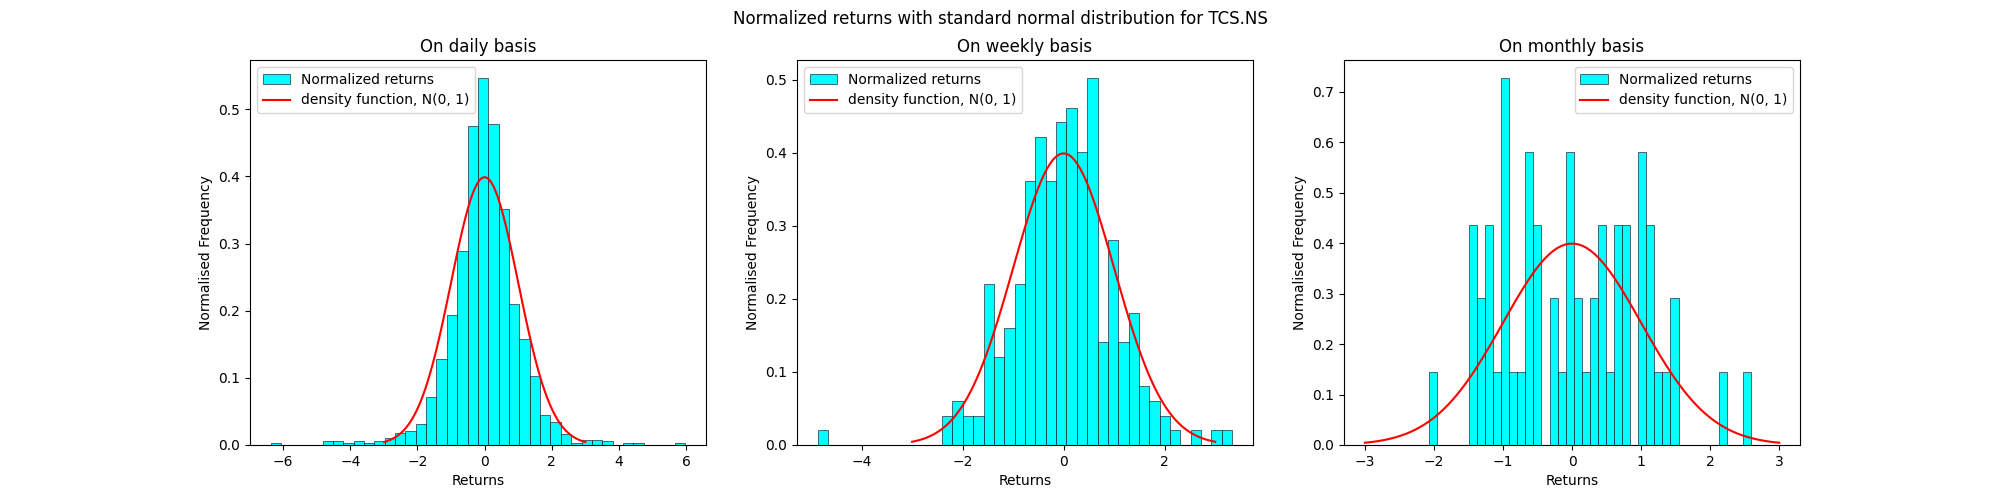 Normalized returns with standard normal distribution for TCS.NS
On daily basis
Normalized returns
density function, N(0, 1)
Normalised Frequency
0.5
0.4
0.3
0.2
0.1
0.0
−6 −4 −2 0 2 4 6
Returns
On weekly basis
Normalized returns
density function, N(0, 1)
Normalised Frequency
0.5
0.4
0.3
0.2
0.1
0.0
−4 −2 0 2
Returns
On monthly basis
Normalized returns
density function, N(0, 1)
Normalised Frequency
0.7
0.6
0.5
0.4
0.3
0.2
0.1
0.0
−3 −2 −1 0 1 2 3
Returns